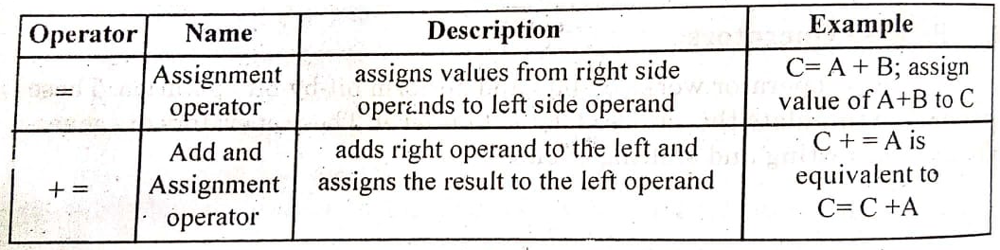 Operator Name Description Example
= Assignment operator assigns values from right side operands to left side operand C= A + B; assign value of A+B to C
+ = Add and Assignment operator adds right operand to the left and assigns the result to the left operand C + = A is equivalent to C= C +A